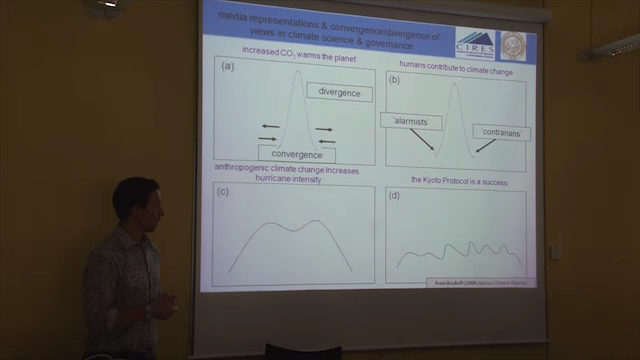 media representations & convergence/divergence of
views in climate science & governance
CIRES
increased CO₂ warms the planet
(a)
divergence
convergence
humans contribute to climate change
(b)
'alarmists'
'contrarians'
anthropogenic climate change Increases
hurricane intensity
(c)
the Kyoto Protocol is a success
(d)